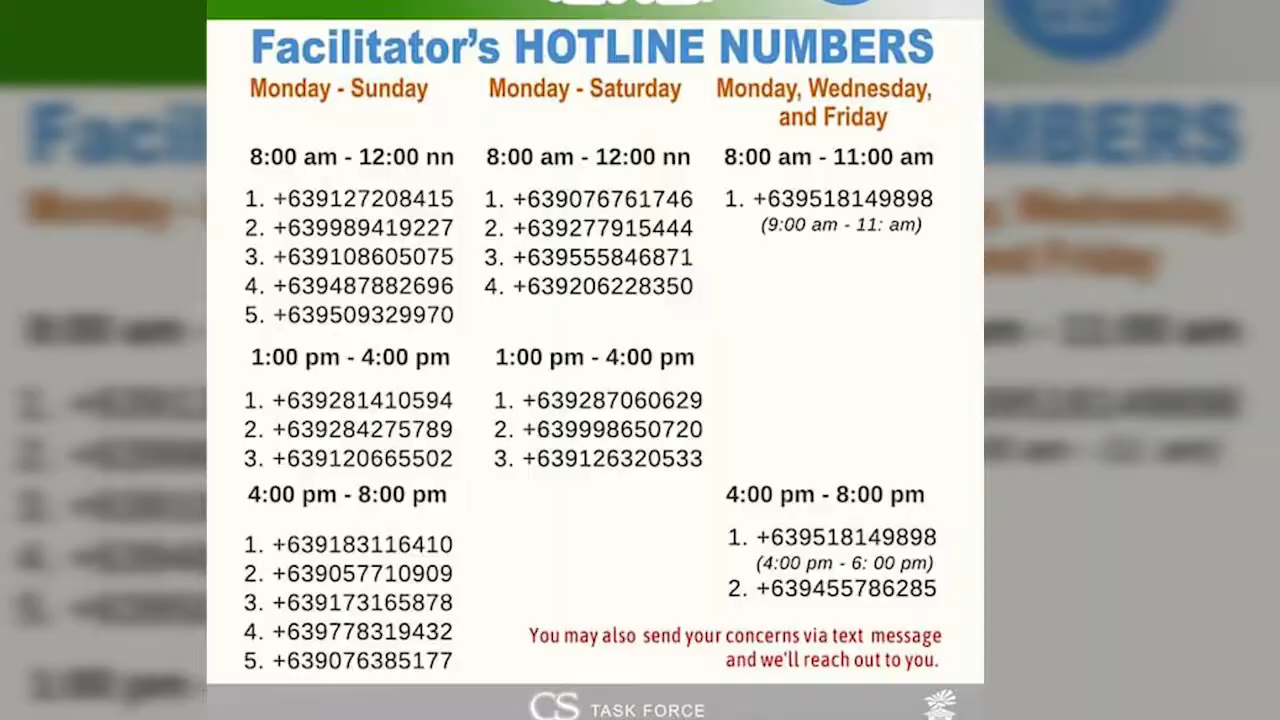 Facilitator's HOTLINE NUMBERS
Monday - Sunday
8:00 am - 12:00 nn
1. +639127208415
2. +639989419227
3. +639108605075
4. +639487882696
5. +639509329970
1:00 pm - 4:00 pm
1. +639281410594
2. +639284275789
3. +639120665502
4:00 pm - 8:00 pm
1. +639183116410
2. +639057710909
3. +639173165878
4. +639778319432
5. +639076385177
Monday - Saturday
8:00 am - 12:00 nn
1. +639076761746
2. +639277915444
3. +639555846871
4. +639206228350
1:00 pm - 4:00 pm
1. +639287060629
2. +639998650720
3. +639126320533
Monday, Wednesday,
and Friday
8:00 am - 11:00 am
1. +639518149898
(9:00 am - 11: am)
4:00 pm - 8:00 pm
1. +639518149898
(4:00 pm - 6: 00 pm)
2. +639455786285
You may also send your concerns via text message
and we'll reach out to you.
CS TASK FORCE